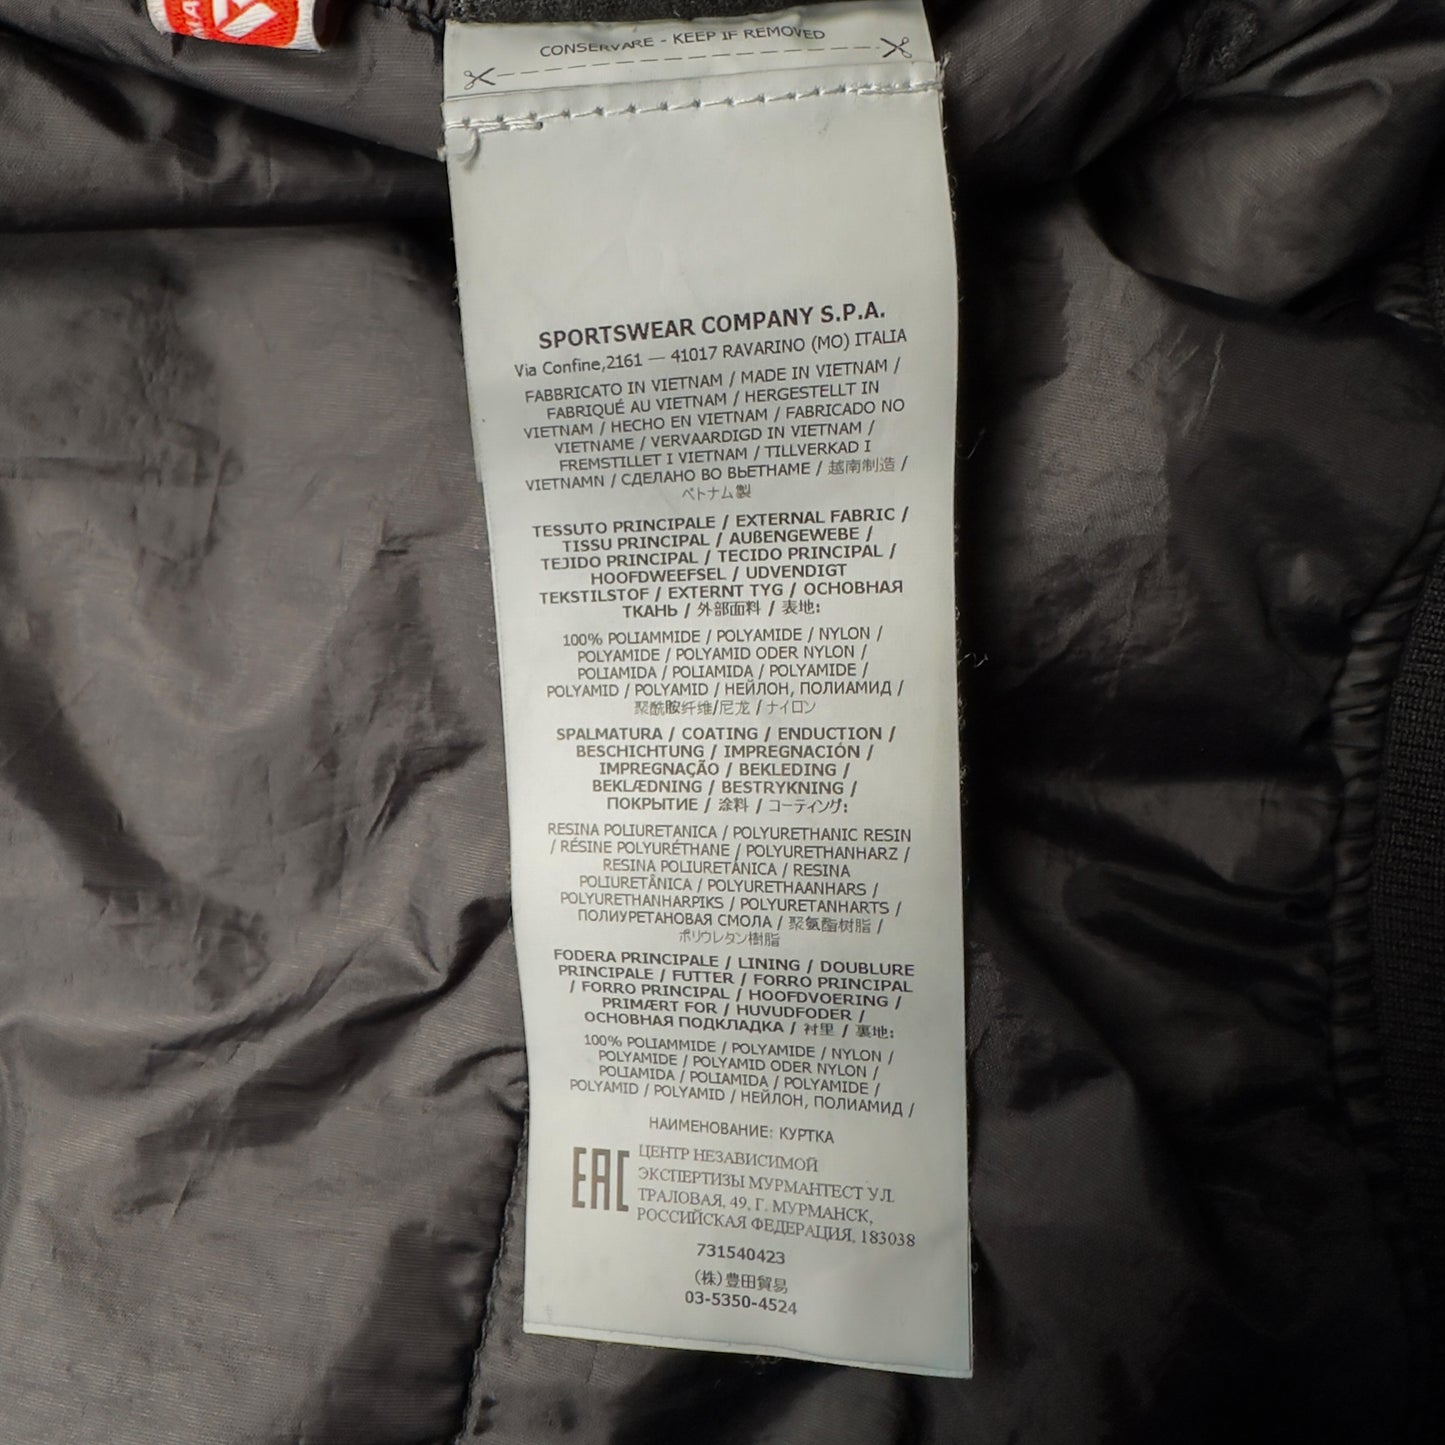 CONSERVARE - KEEP IF REMOVED
SPORTSWEAR COMPANY S.P.A.
Via Confine,2161 — 41017 RAVARINO (MO) ITALIA
FABBRICATO IN VIETNAM / MADE IN VIETNAM /
FABRIQUÉ AU VIETNAM / HERGESTELLT IN
VIETNAM / HECHO EN VIETNAM / FABRICADO NO
VIETNAME / VERVAARDIGD IN VIETNAM /
FREMSTILLET I VIETNAM / TILLVERKAD I
VIETNAMN / СДЕЛАНО ВО ВЬЕТНАМЕ / 越南制造 /
ベトナム製
TESSUTO PRINCIPALE / EXTERNAL FABRIC /
TISSU PRINCIPAL / AUßENGEWEBE /
TEJIDO PRINCIPAL / TECIDO PRINCIPAL /
HOOFDWEEFSEL / UDVENDIGT
TEKSTILSTOF / EXTERNT TYG / ОСНОВНАЯ
ТКАНЬ / 外部面料 / 表地:
100% POLIAMMIDE / POLYAMIDE / NYLON /
POLYAMIDE / POLYAMID ODER NYLON /
POLIAMIDA / POLIAMIDA / POLYAMIDE /
POLYAMID / POLYAMID / НЕЙЛОН, ПОЛИАМИД /
聚酰胺纤维/尼龙 / ナイロン
SPALMATURA / COATING / ENDUCTION /
BESCHICHTUNG / IMPREGNACIÓN /
IMPREGNAÇÃO / BEKLEDING /
BEKLÆDNING / BESTRYKNING /
ПОКРЫТИЕ / 涂料 / コーティング:
RESINA POLIURETANICA / POLYURETHANIC RESIN
/ RÉSINE POLYURÉTHANE / POLYURETHANHARZ /
RESINA POLIURETÁNICA / RESINA
POLIURETÂNICA / POLYURETHAANHARS /
POLYURETHANHARPIKS / POLYURETANHARTS /
ПОЛИУРЕТАНОВАЯ СМОЛА / 聚氨酯树脂 /
ポリウレタン樹脂
FODERA PRINCIPALE / LINING / DOUBLURE
PRINCIPALE / FUTTER / FORRO PRINCIPAL
/ FORRO PRINCIPAL / HOOFDVOERING /
PRIMÆRT FOR / HUVUDFODER /
ОСНОВНАЯ ПОДКЛАДКА / 衬里 / 裏地:
100% POLIAMMIDE / POLYAMIDE / NYLON /
POLYAMIDE / POLYAMID ODER NYLON /
POLIAMIDA / POLIAMIDA / POLYAMIDE /
POLYAMID / POLYAMID / НЕЙЛОН, ПОЛИАМИД /
НАИМЕНОВАНИЕ: КУРТКА
EAC
ЦЕНТР НЕЗАВИСИМОЙ
ЭКСПЕРТИЗЫ МУРМАНТЕСТ УЛ.
ТРАЛОВАЯ, 49, Г. МУРМАНСК,
РОССИЙСКАЯ ФЕДЕРАЦИЯ, 183038
731540423
(株)豊田貿易
03-5350-4524